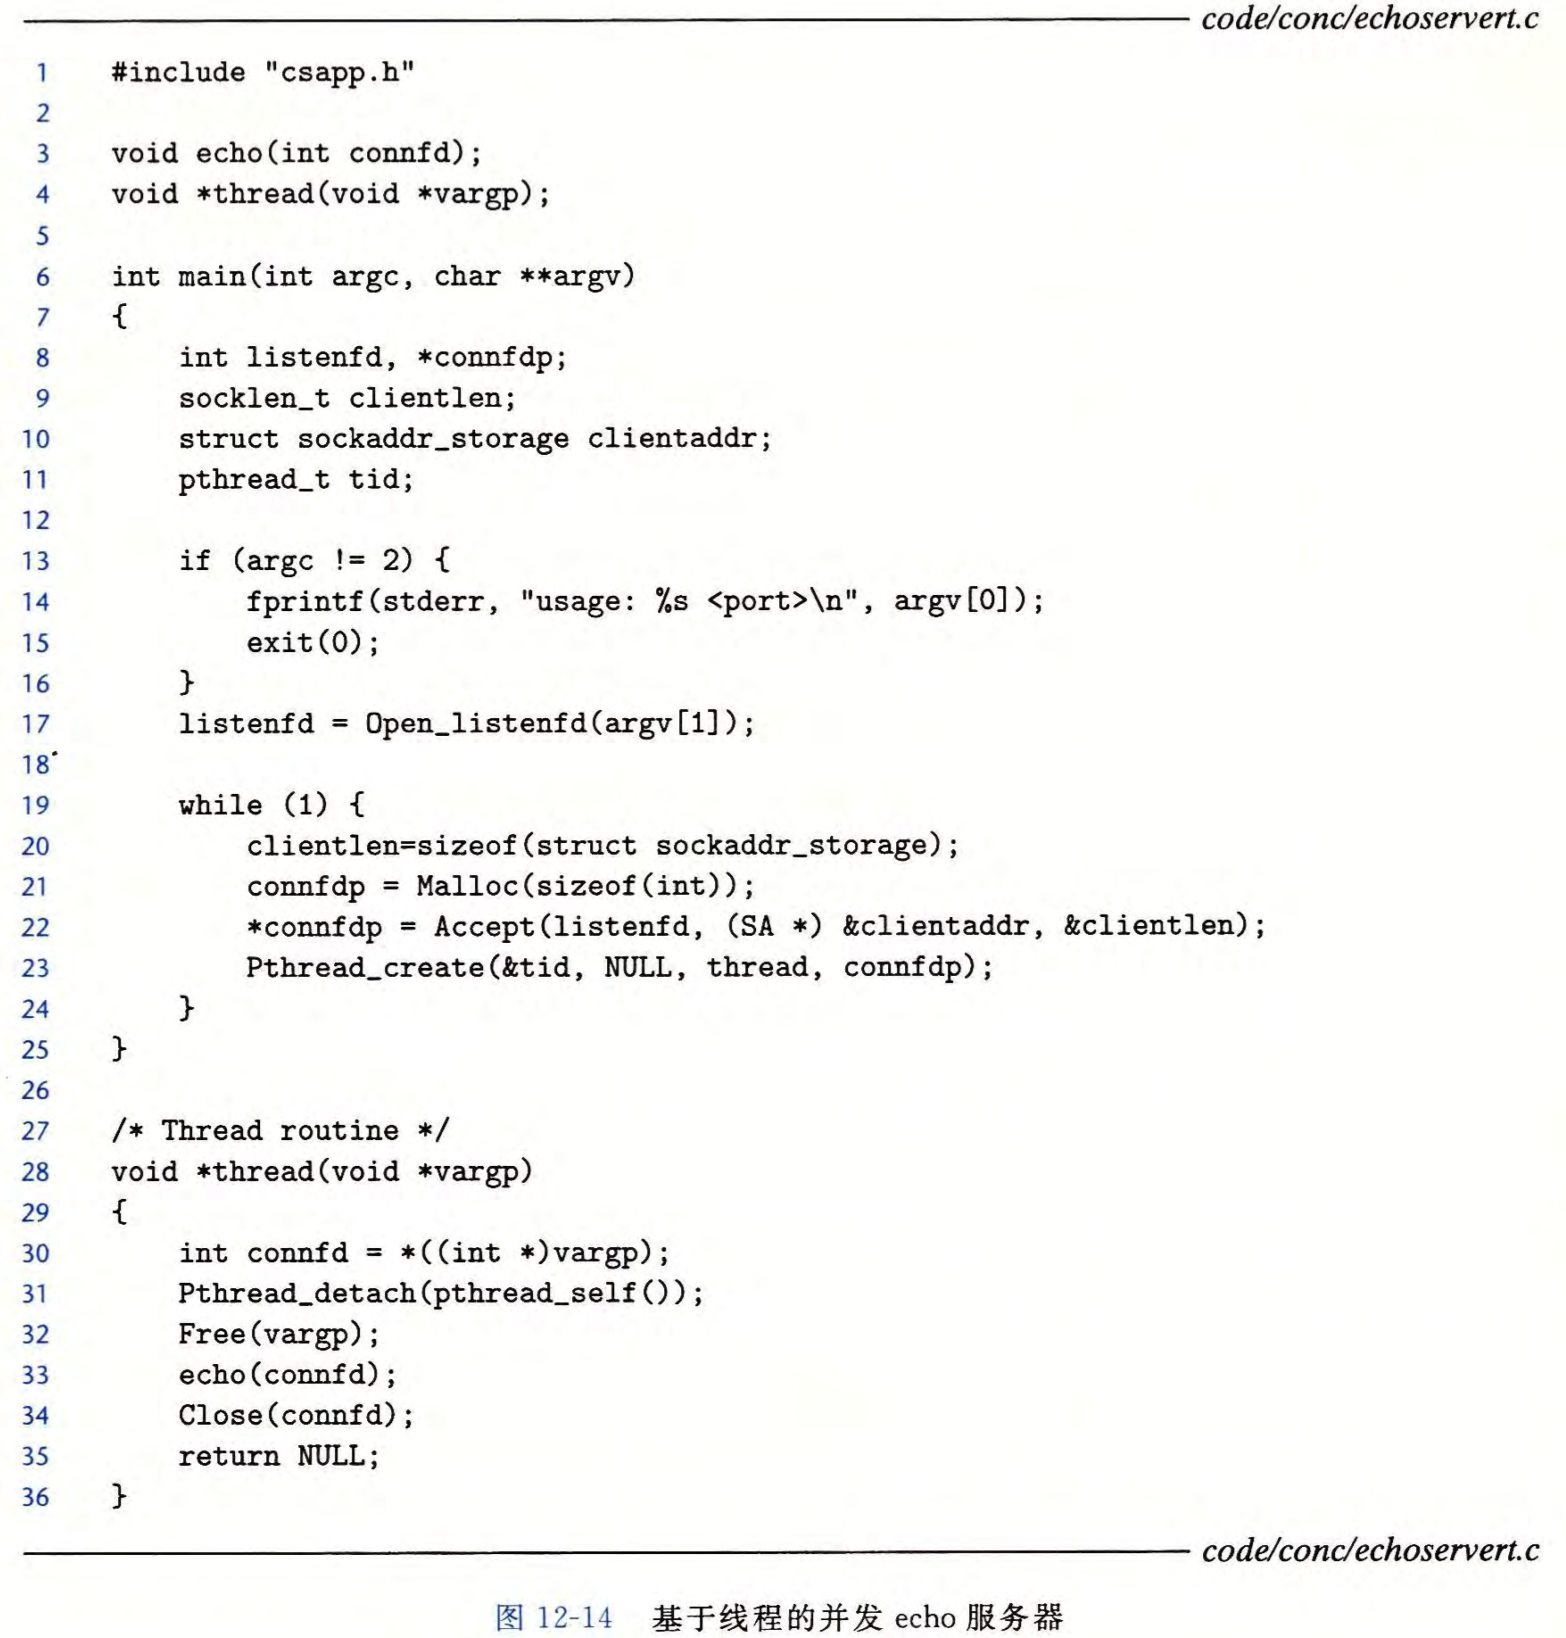 code/conc/echoservert.c
1 #include "csapp.h"
2
3 void echo(int connfd);
4 void *thread(void *vargp);
5
6 int main(int argc, char **argv)
7 {
8     int listenfd, *connfdp;
9     socklen_t clientlen;
10     struct sockaddr_storage clientaddr;
11     pthread_t tid;
12
13     if (argc != 2) {
14         fprintf(stderr, "usage: %s <port>\n", argv[0]);
15         exit(0);
16     }
17     listenfd = Open_listenfd(argv[1]);
18
19     while (1) {
20         clientlen=sizeof(struct sockaddr_storage);
21         connfdp = Malloc(sizeof(int));
22         *connfdp = Accept(listenfd, (SA *) &clientaddr, &clientlen);
23         Pthread_create(&tid, NULL, thread, connfdp);
24     }
25 }
26
27 /* Thread routine */
28 void *thread(void *vargp)
29 {
30     int connfd = *((int *)vargp);
31     Pthread_detach(pthread_self());
32     Free(vargp);
33     echo(connfd);
34     Close(connfd);
35     return NULL;
36 }
code/conc/echoservert.c
图 12-14 基于线程的并发 echo 服务器